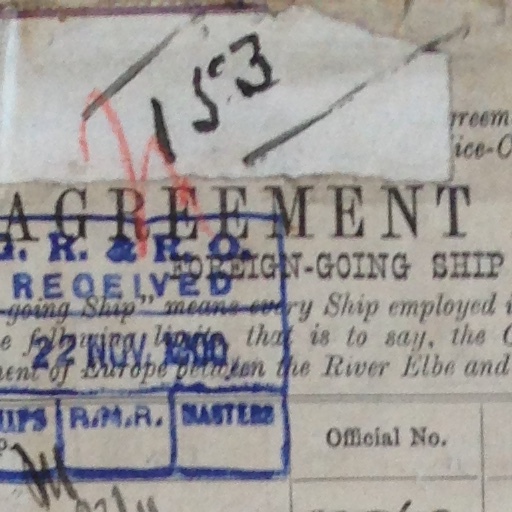 153
reem
ice-O
AGREEMENT
G. R. & R. O.
FOREIGN-GOING SHIP
RECEIVED
-going Ship" means every Ship employed i
e following limits that is to say, the C
22 NOV 1900
nent of Europe between the River Elbe and
IPS R.M.R. MASTERS
Official No.